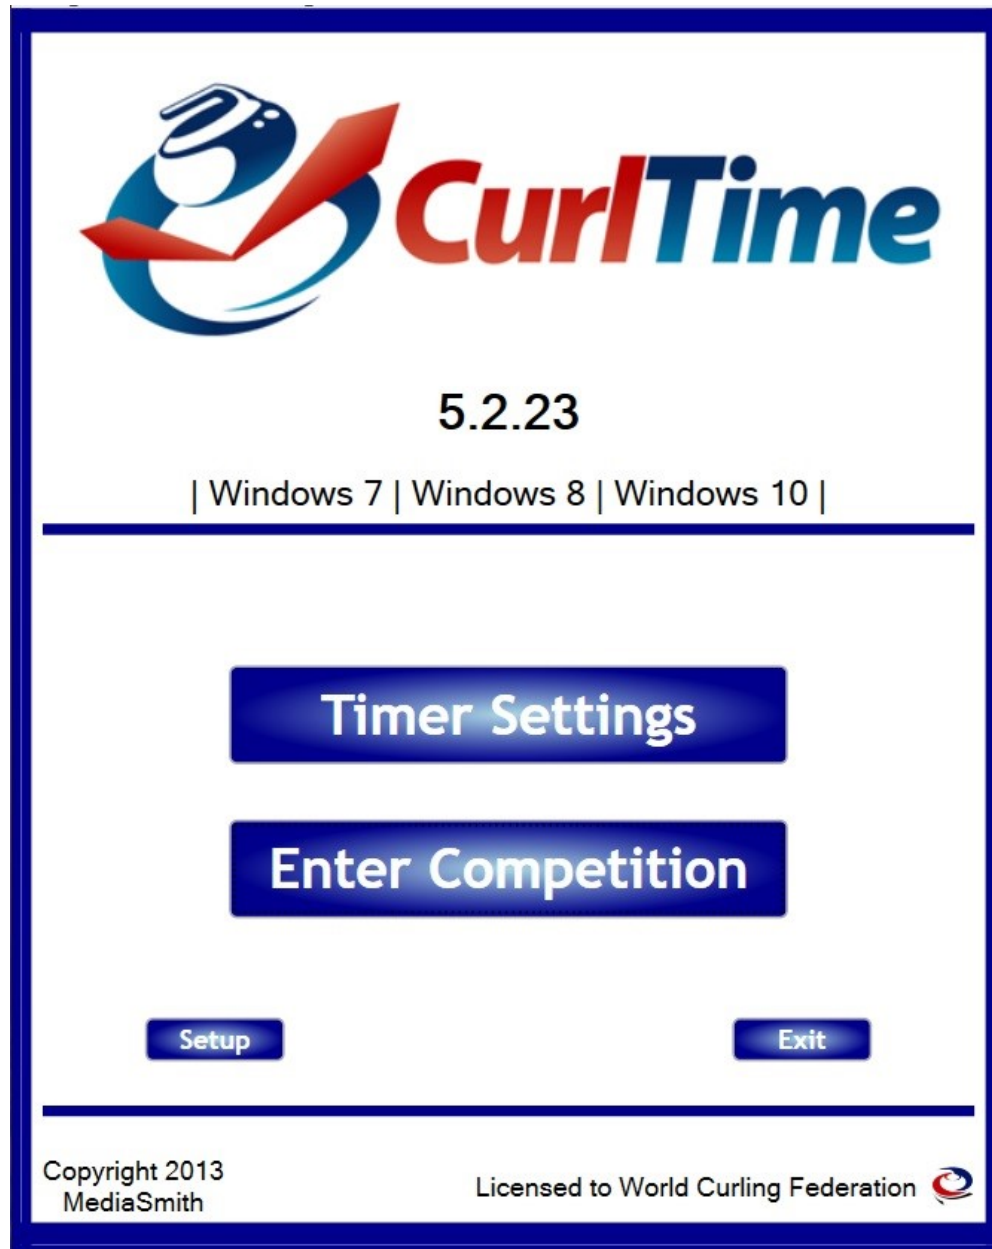 CurlTime
5.2.23
| Windows 7 | Windows 8 | Windows 10 |
Timer Settings
Enter Competition
Setup
Exit
Copyright 2013
MediaSmith
Licensed to World Curling Federation